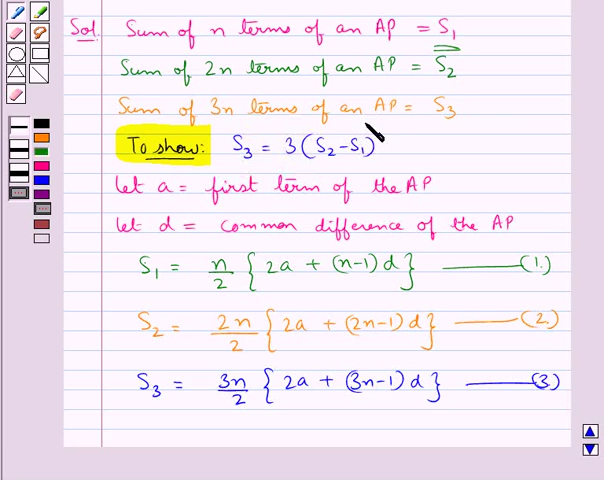 Sol. Sum of n terms of an AP = S₁
Sum of 2n terms of an AP = S₂
Sum of 3n terms of an AP = S₃
To show: S₃ = 3(S₂-S₁)
Let a = first term of the AP
Let d = common difference of the AP
S₁ = n/2 {2a + (n-1)d} ——(1.)
S₂ = 2n/2 {2a + (2n-1)d} ——(2.)
S₃ = 3n/2 {2a + (3n-1)d} ——(3)